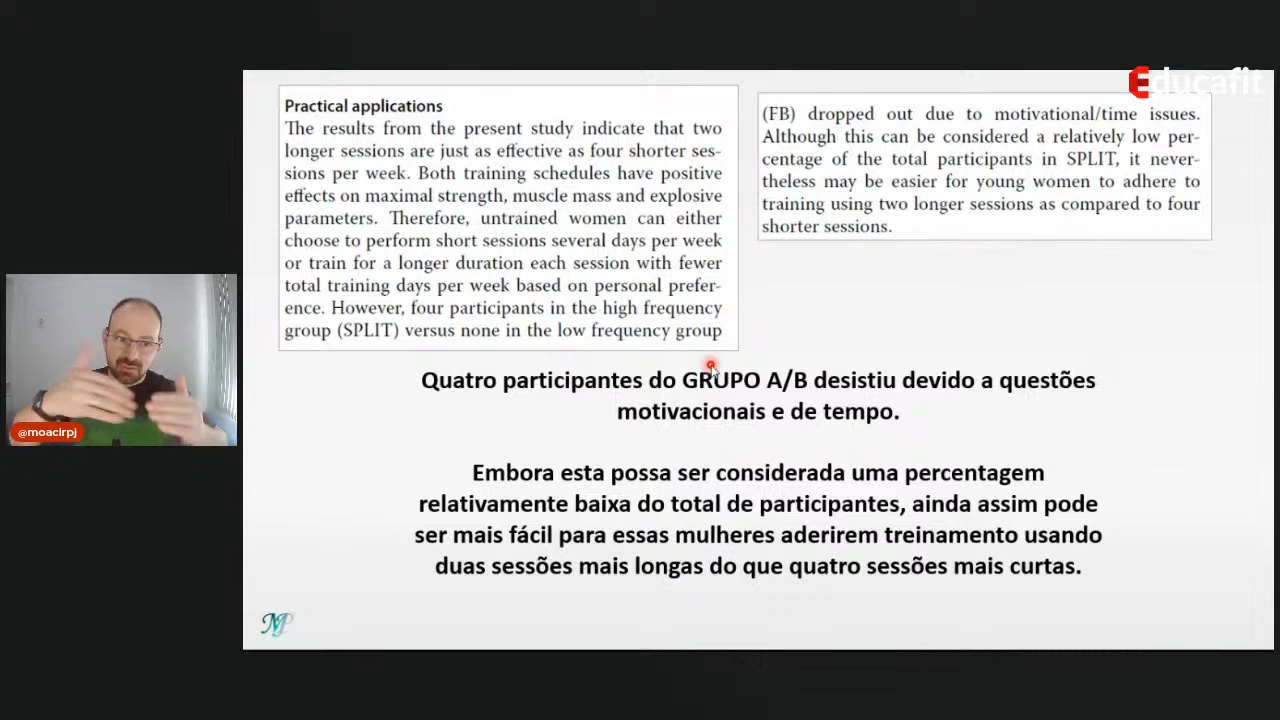 Educafit
Practical applications
The results from the present study indicate that two
longer sessions are just as effective as four shorter ses-
sions per week. Both training schedules have positive
effects on maximal strength, muscle mass and explosive
parameters. Therefore, untrained women can either
choose to perform short sessions several days per week
or train for a longer duration each session with fewer
total training days per week based on personal prefer-
ence. However, four participants in the high frequency
group (SPLIT) versus none in the low frequency group
(FB) dropped out due to motivational/time issues.
Although this can be considered a relatively low per-
centage of the total participants in SPLIT, it never-
theless may be easier for young women to adhere to
training using two longer sessions as compared to four
shorter sessions.
Quatro participantes do GRUPO A/B desistiu devido a questões
motivacionais e de tempo.
Embora esta possa ser considerada uma percentagem
relativamente baixa do total de participantes, ainda assim pode
ser mais fácil para essas mulheres aderirem treinamento usando
duas sessões mais longas do que quatro sessões mais curtas.
@moacirpj
MP